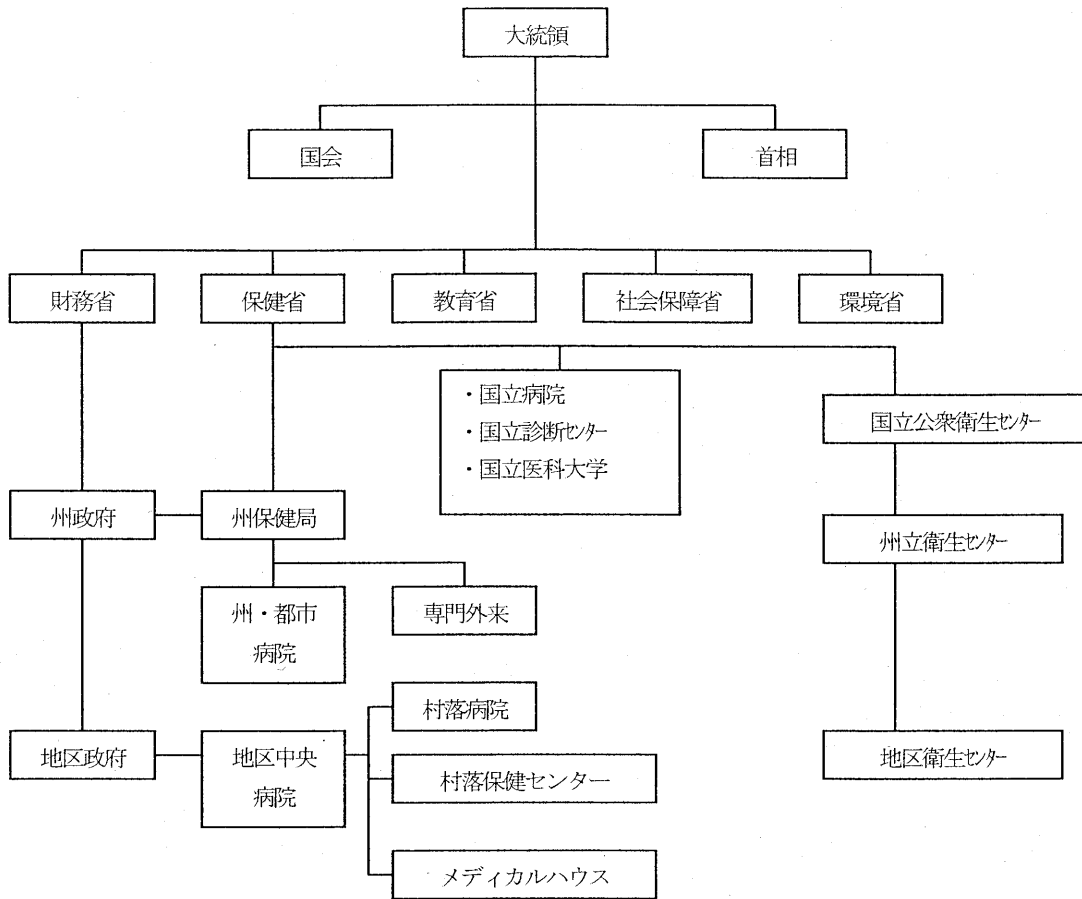 大統領
国会
首相
財務省
保健省
教育省
社会保障省
環境省
・国立病院
・国立診断センター
・国立医科大学
国立公衆衛生センター
州政府
州保健局
州立衛生センター
州・都市
病院
専門外来
村落病院
地区政府
地区中央
病院
村落保健センター
地区衛生センター
メディカルハウス